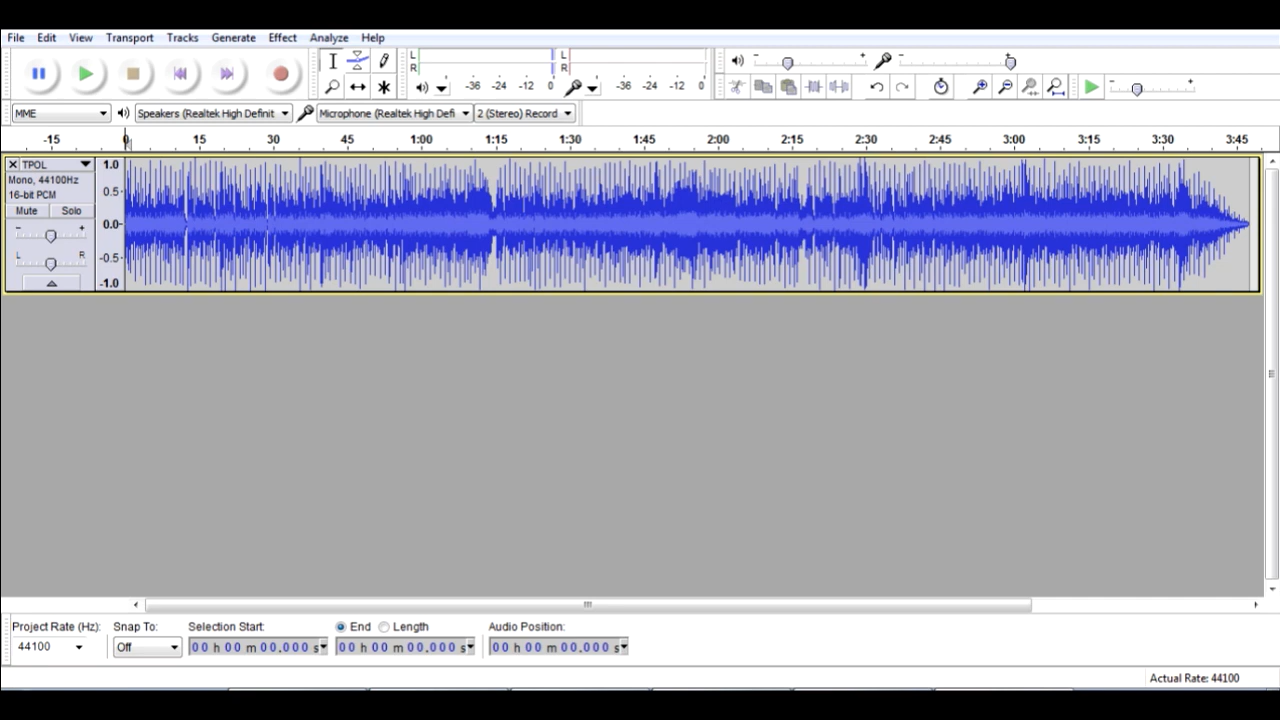 File Edit View Transport Tracks Generate Effect Analyze Help
L
R
-36 -24 -12 0
L
R
-36 -24 -12 0
MME Speakers (Realtek High Definit Microphone (Realtek High Defi 2 (Stereo) Record
-15 0 15 30 45 1:00 1:15 1:30 1:45 2:00 2:15 2:30 2:45 3:00 3:15 3:30 3:45
TPOL
Mono, 44100Hz
16-bit PCM
Mute Solo
- +
L R
1.0
0.5-
0.0-
-0.5-
-1.0
Project Rate (Hz): Snap To: Selection Start: End Length Audio Position:
44100 Off 00 h 00 m 00.000 s 00 h 00 m 00.000 s 00 h 00 m 00.000 s
Actual Rate: 44100